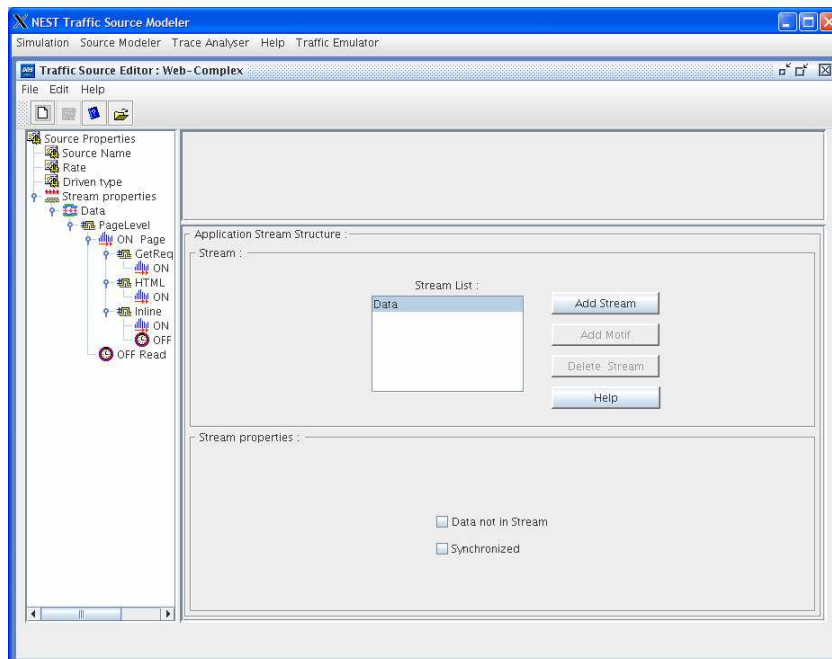 NEST Traffic Source Modeler
Simulation Source Modeler Trace Analyser Help Traffic Emulator
Traffic Source Editor : Web-Complex
File Edit Help
Source Properties
Source Name
Rate
Driven type
Stream properties
Data
PageLevel
ON Page
GetReq
ON
HTML
ON
Inline
ON
OFF
OFF Read
Application Stream Structure :
Stream :
Stream List :
Data
Add Stream
Add Motif
Delete Stream
Help
Stream properties :
Data not in Stream
Synchronized